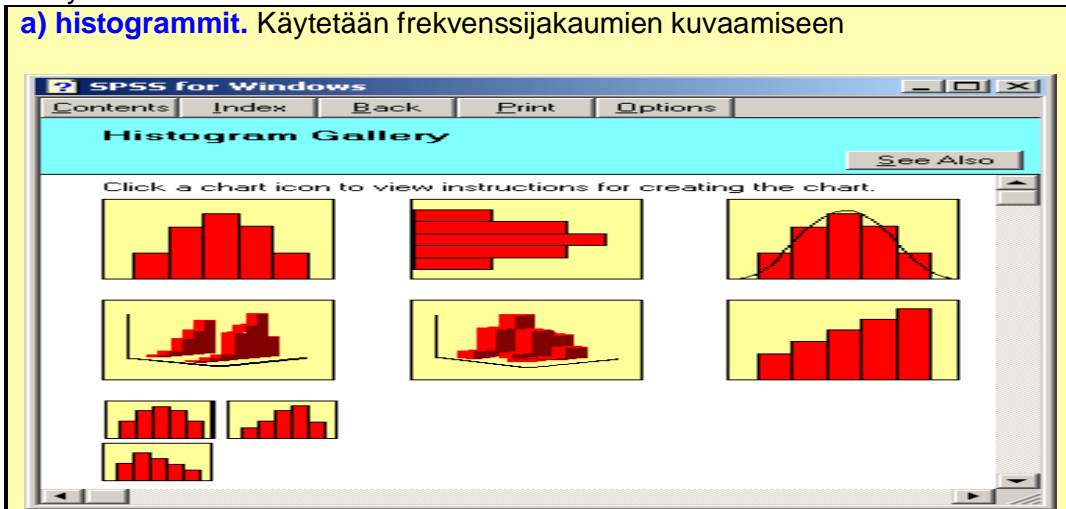 a) histogrammit. Käytetään frekvenssijakaumien kuvaamiseen
? SPSS for Windows
Contents Index Back Print Options
Histogram Gallery
See Also
Click a chart icon to view instructions for creating the chart.